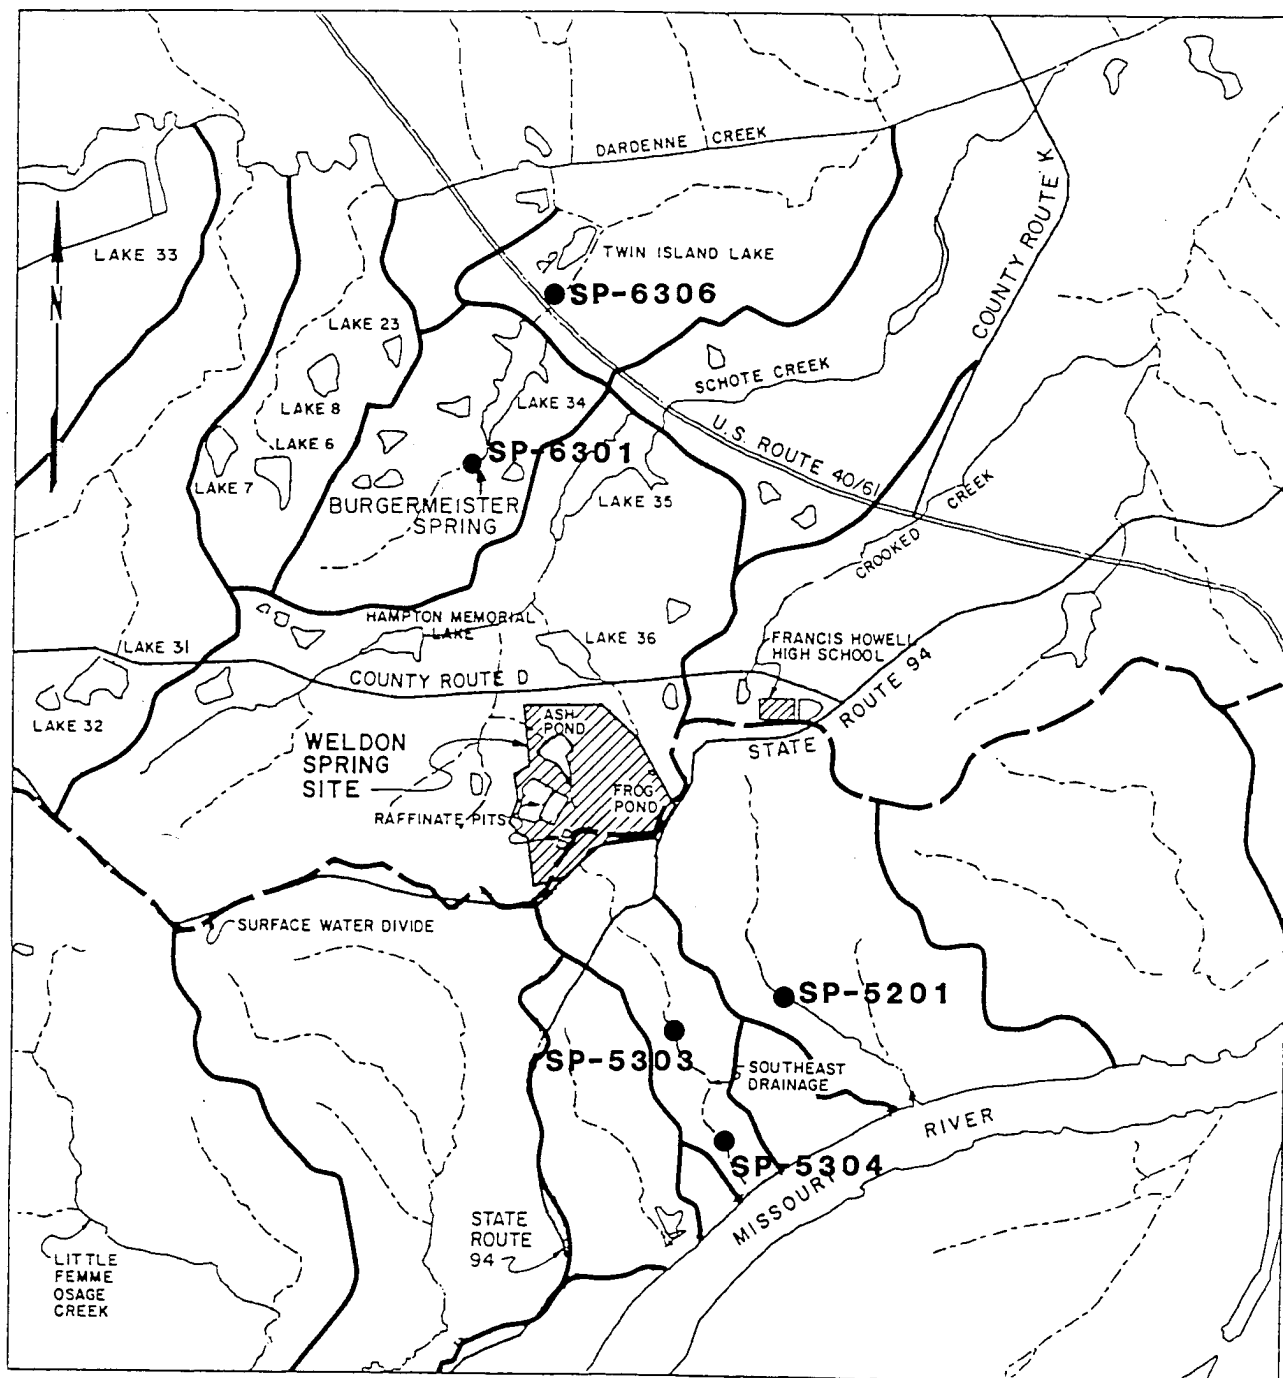 DARDENNE CREEK
COUNTY ROUTE K
LAKE 33
TWIN ISLAND LAKE
N
SP-6306
LAKE 23
SCHOTE CREEK
LAKE 8
LAKE 34
U.S. ROUTE 40/61
LAKE 6
SP-6301
LAKE 7
LAKE 35
CREEK
BURGERMEISTER
SPRING
CROOKED
HAMPTON MEMORIAL
LAKE
LAKE 36
FRANCIS HOWELL
HIGH SCHOOL
LAKE 31
COUNTY ROUTE D
STATE ROUTE 94
LAKE 32
ASH
POND
WELDON
SPRING
SITE
FROG
POND
RAFFINATE PITS
SURFACE WATER DIVIDE
SP-5201
SP-5303
SOUTHEAST
DRAINAGE
RIVER
SP-5304
MISSOURI
STATE
ROUTE
94
LITTLE
FEMME
OSAGE
CREEK